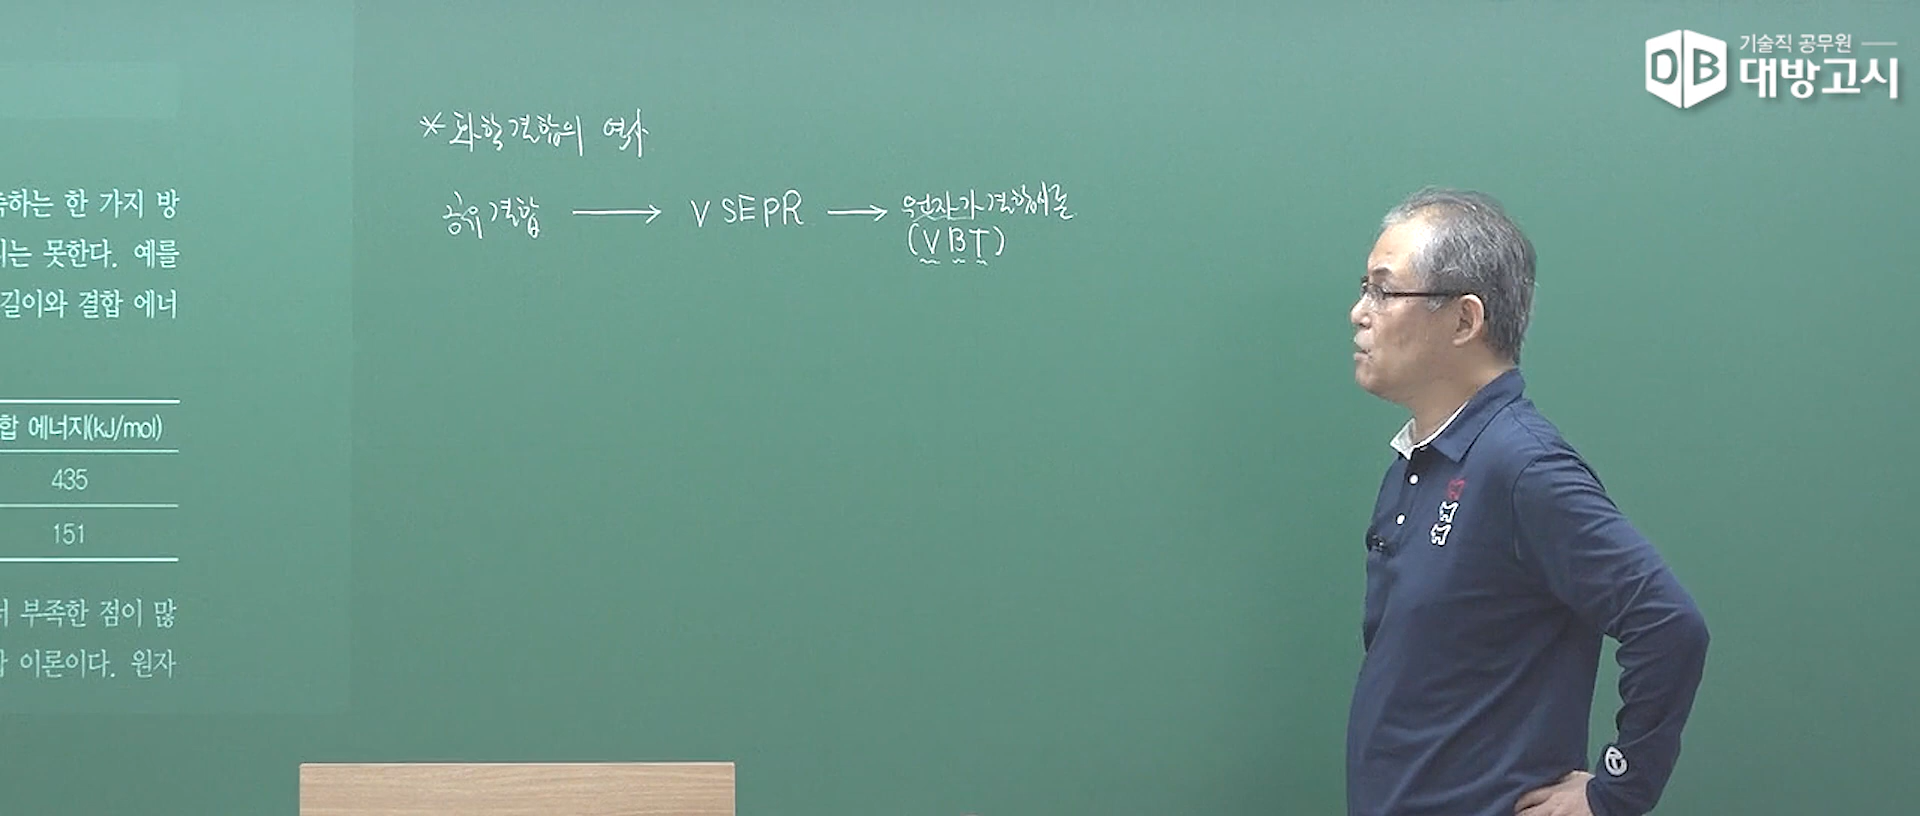 DB 기술직 공무원
대방고시
* 화학결합의 역사
공유결합 → VSEPR → 원자가결합이론
(VBT)
측하는 한 가지 방
는 못한다. 예를
길이와 결합 에너
합 에너지(kJ/mol)
435
151
부족한 점이 많
이론이다. 원자